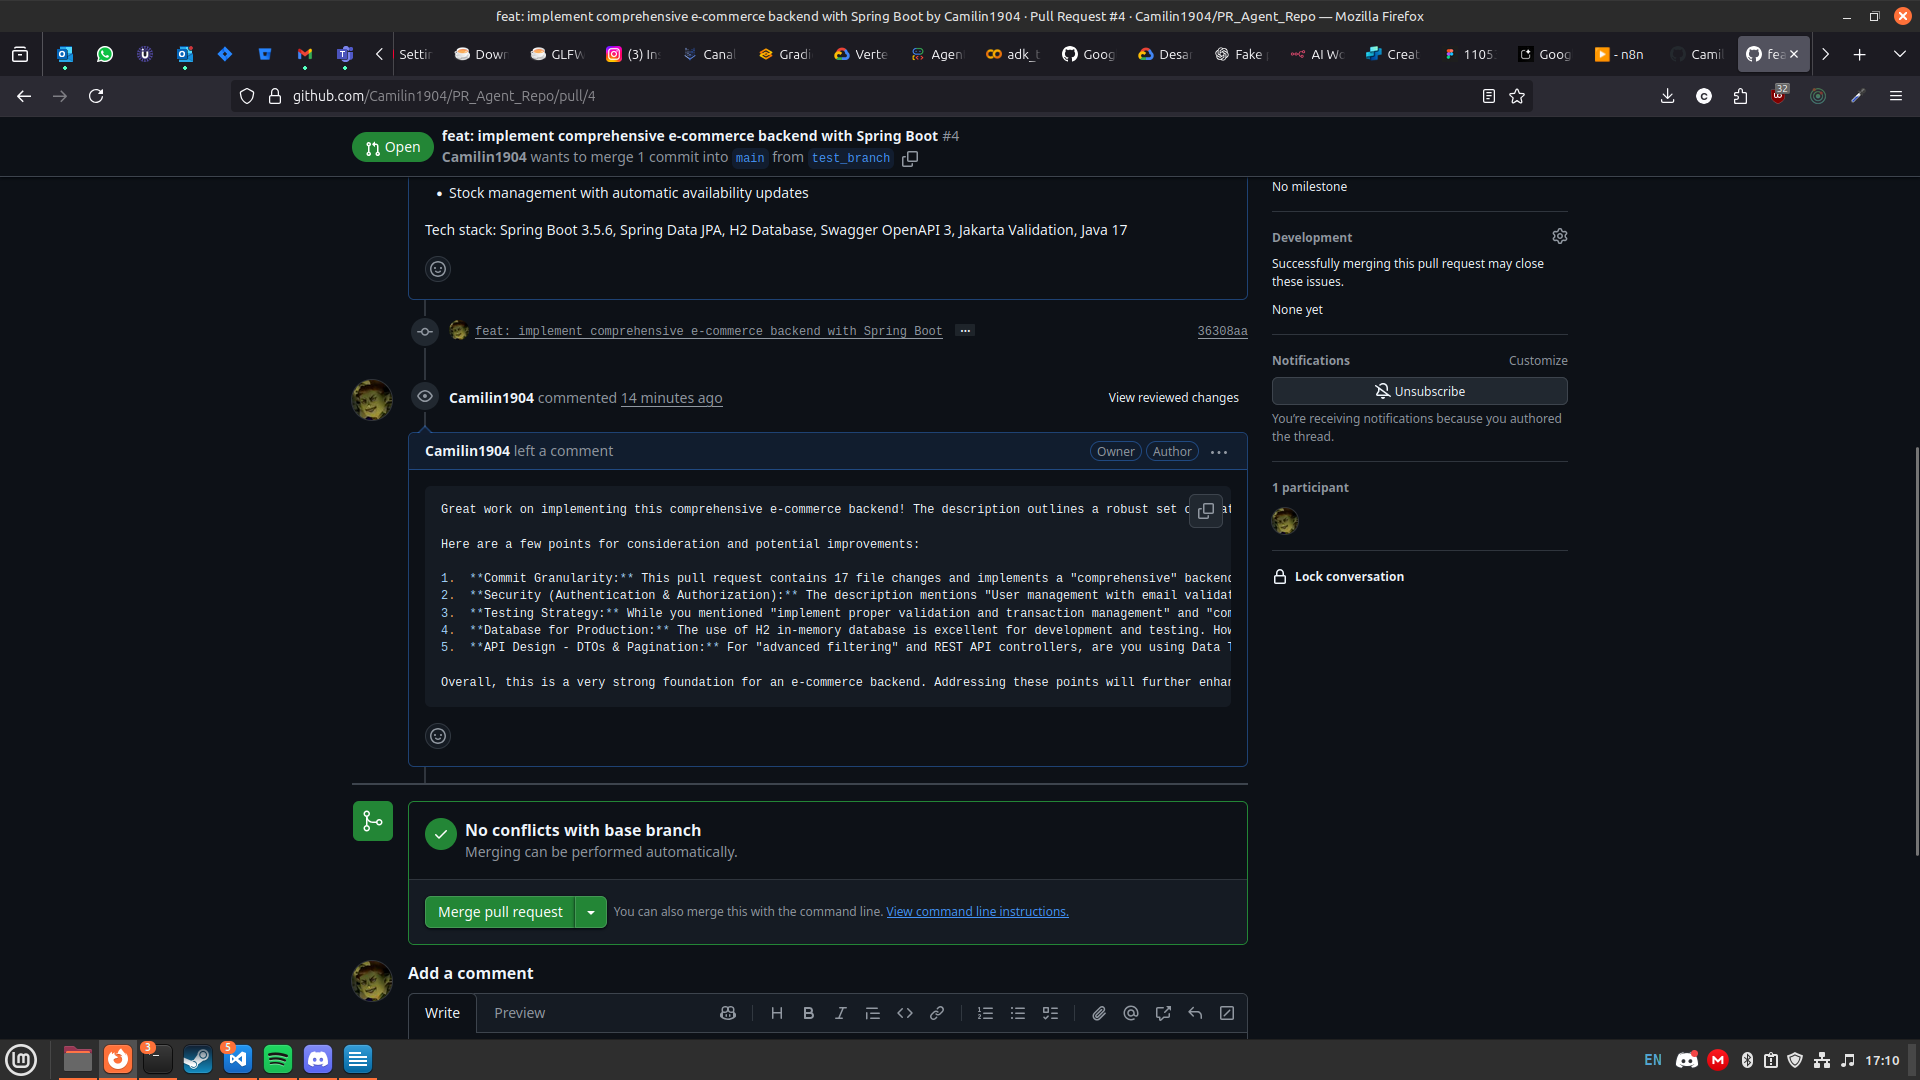 feat: implement comprehensive e-commerce backend with Spring Boot by Camilin1904 · Pull Request #4 · Camilin1904/PR_Agent_Repo — Mozilla Firefox
Settin
Down
GLFW
(3) In
Canal
Gradi
Verte
Agen
adk_t
Goog
Desar
Fake
AI Wo
Creat
1105
Goog
- n8n
Camil
fea
github.com/Camilin1904/PR_Agent_Repo/pull/4
32
Open
feat: implement comprehensive e-commerce backend with Spring Boot #4
Camilin1904 wants to merge 1 commit into main from test_branch
• Stock management with automatic availability updates
Tech stack: Spring Boot 3.5.6, Spring Data JPA, H2 Database, Swagger OpenAPI 3, Jakarta Validation, Java 17
feat: implement comprehensive e-commerce backend with Spring Boot ... 36308aa
Camilin1904 commented 14 minutes ago
View reviewed changes
Camilin1904 left a comment
Owner
Author
Great work on implementing this comprehensive e-commerce backend! The description outlines a robust set
Here are a few points for consideration and potential improvements:
1. **Commit Granularity:** This pull request contains 17 file changes and implements a "comprehensive" backend
2. **Security (Authentication & Authorization):** The description mentions "User management with email validat
3. **Testing Strategy:** While you mentioned "implement proper validation and transaction management" and "com
4. **Database for Production:** The use of H2 in-memory database is excellent for development and testing. How
5. **API Design - DTOs & Pagination:** For "advanced filtering" and REST API controllers, are you using Data T
Overall, this is a very strong foundation for an e-commerce backend. Addressing these points will further enhan
No conflicts with base branch
Merging can be performed automatically.
Merge pull request
You can also merge this with the command line. View command line instructions.
Add a comment
Write
Preview
No milestone
Development
Successfully merging this pull request may close
these issues.
None yet
Notifications
Customize
Unsubscribe
You're receiving notifications because you authored
the thread.
1 participant
Lock conversation
3
5
EN
17:10